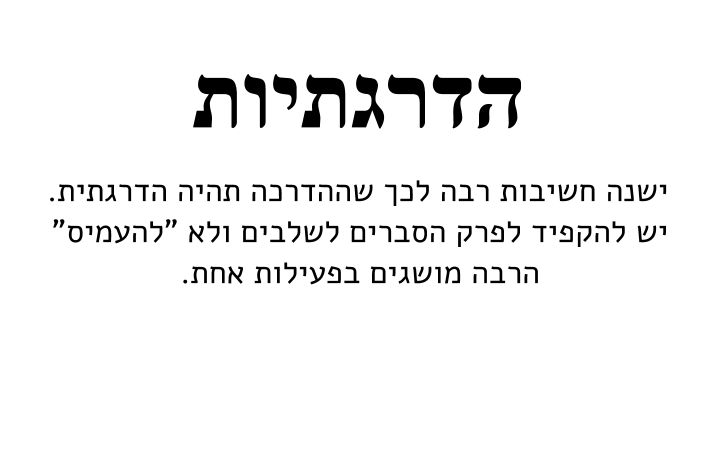 הדרגתיות
ישנה חשיבות רבה לכך שההדרכה תהיה הדרגתית.
יש להקפיד לפרק הסברים לשלבים ולא "להעמיס"
הרבה מושגים בפעילות אחת.